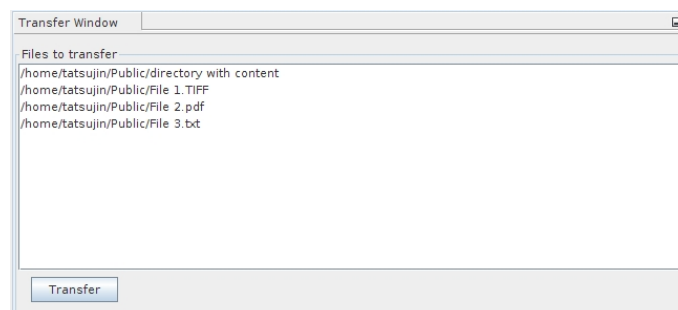 Transfer Window
Files to transfer
/home/tatsujin/Public/directory with content
/home/tatsujin/Public/File 1.TIFF
/home/tatsujin/Public/File 2.pdf
/home/tatsujin/Public/File 3.txt
Transfer